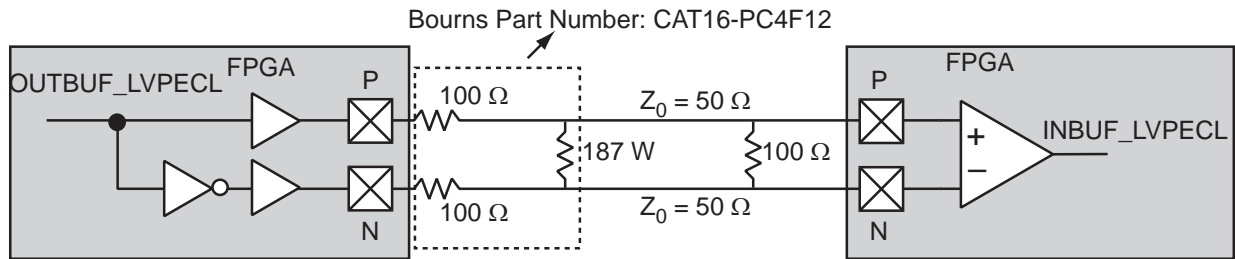 Bourns Part Number: CAT16-PC4F12
OUTBUF_LVPECL
FPGA
P
100 Ω
Z0 = 50 Ω
P
FPGA
187 W
100 Ω
+
−
INBUF_LVPECL
N
100 Ω
Z0 = 50 Ω
N